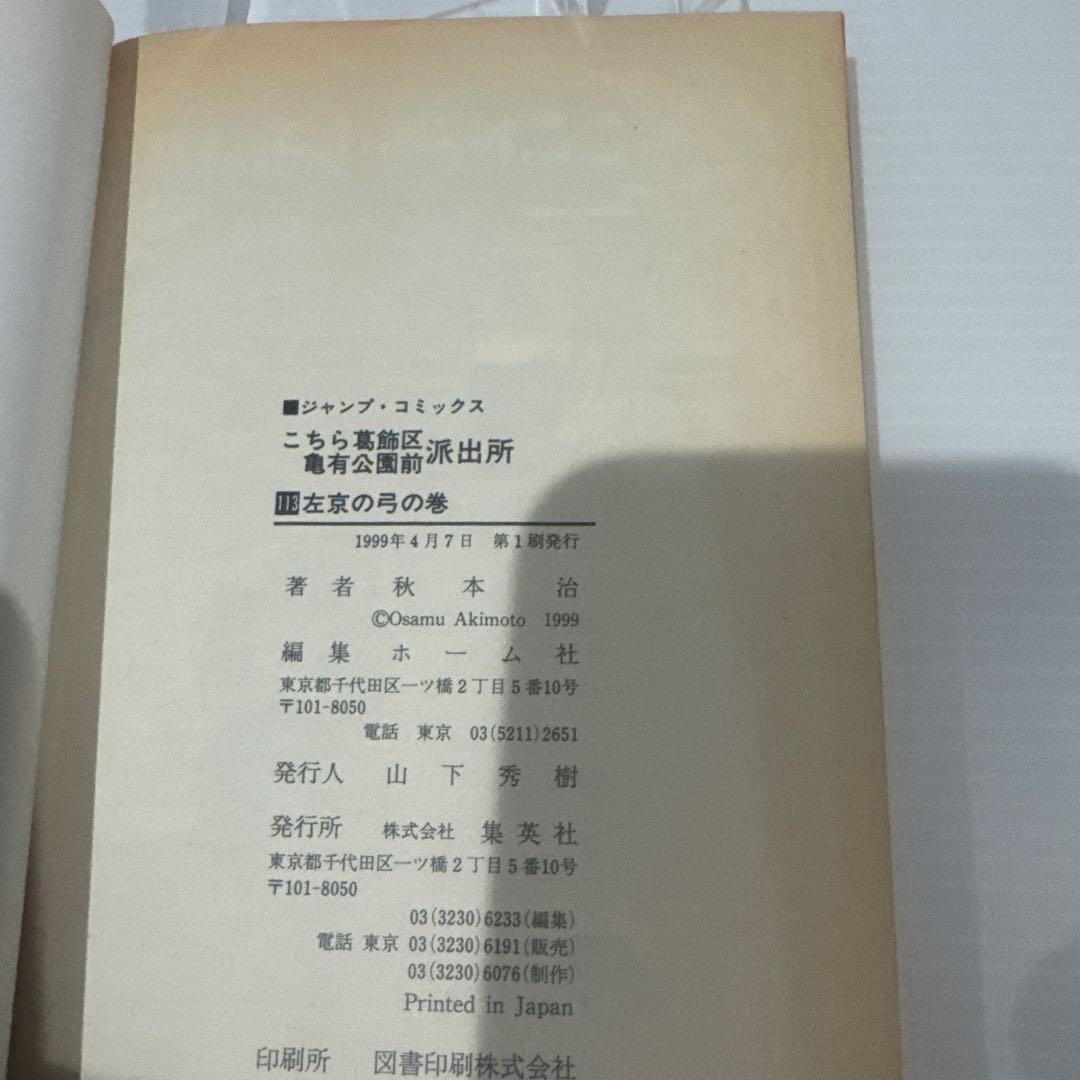 ■ジャンプ・コミックス
こちら葛飾区
亀有公園前派出所
113左京の弓の巻
1999年4月7日 第1刷発行
著者 秋本治
©Osamu Akimoto 1999
編集 ホーム社
東京都千代田区一ツ橋2丁目5番10号
〒101-8050
電話 東京 03(5211)2651
発行人 山下秀樹
発行所 株式会社 集英社
東京都千代田区一ツ橋2丁目5番10号
〒101-8050
03(3230)6233(編集)
電話 東京 03(3230)6191(販売)
03(3230)6076(制作)
Printed in Japan
印刷所 図書印刷株式会社